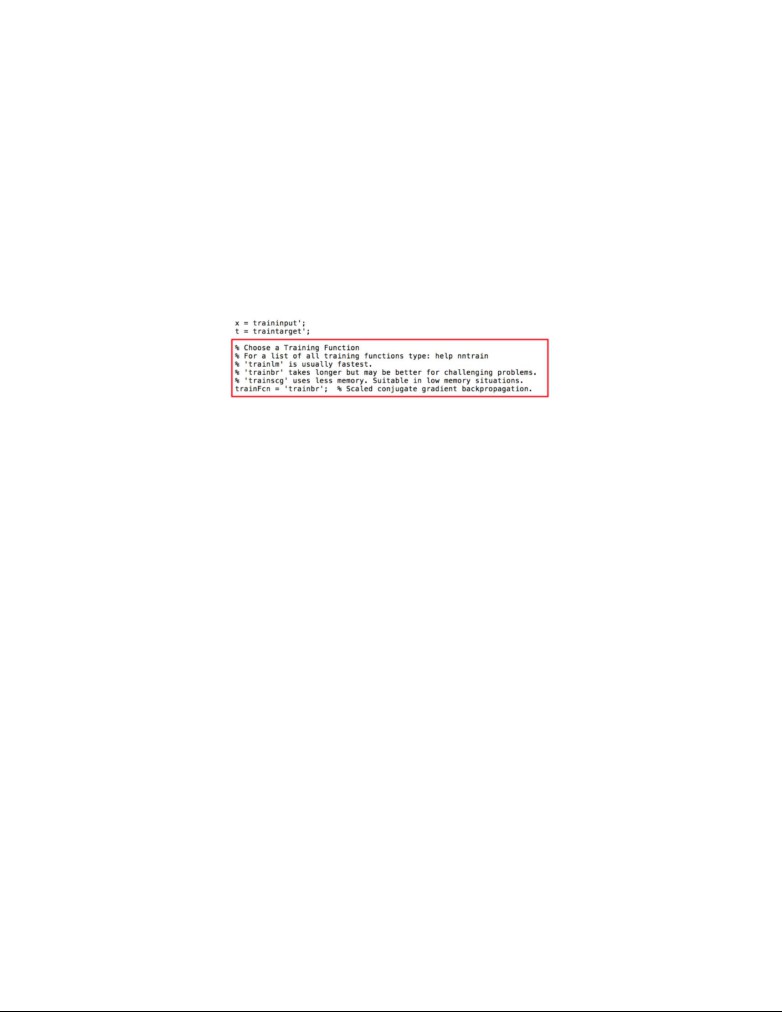 x = traininput';
t = traintarget';
% Choose a Training Function
% For a list of all training functions type: help nntrain
% 'trainlm' is usually fastest.
% 'trainbr' takes longer but may be better for challenging problems.
% 'trainscg' uses less memory. Suitable in low memory situations.
trainFcn = 'trainbr';  % Scaled conjugate gradient backpropagation.